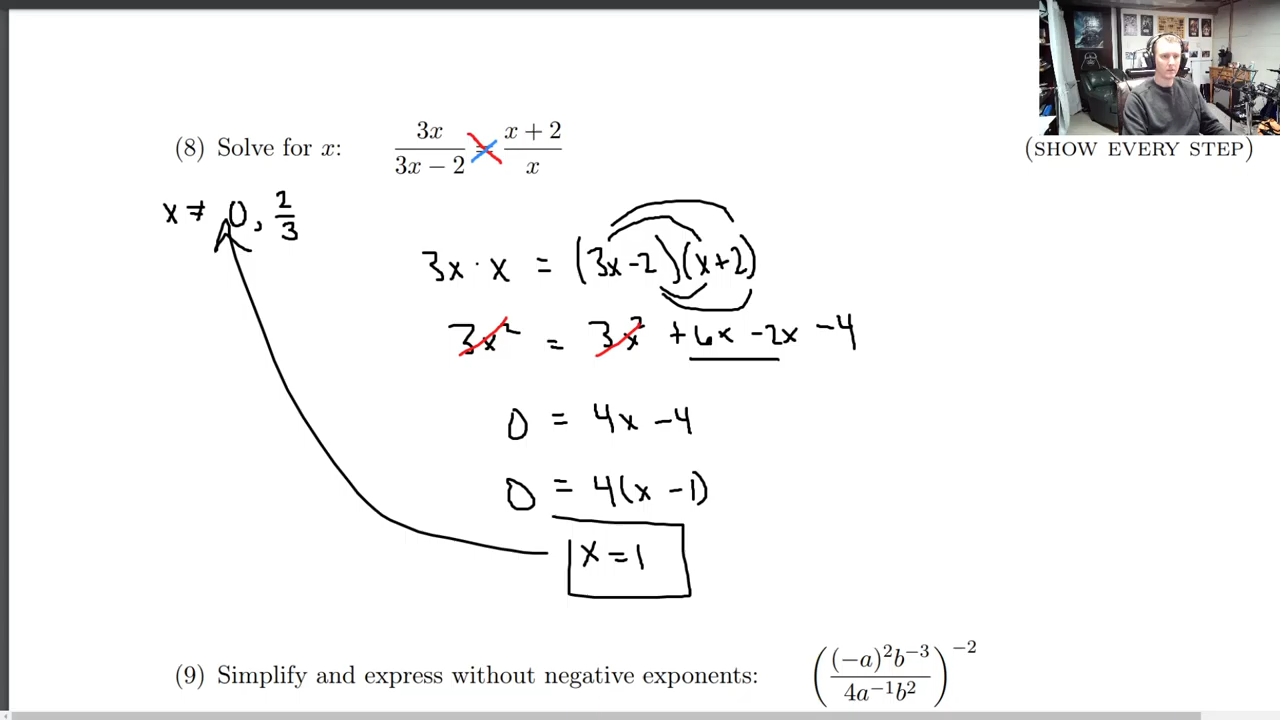 (8) Solve for x: 3x/(3x − 2) = (x + 2)/x (SHOW EVERY STEP)
x ≠ 0, 2/3
3x · x = (3x - 2)(x + 2)
3x² = 3x² + 6x - 2x - 4
0 = 4x - 4
0 = 4(x - 1)
x = 1
(9) Simplify and express without negative exponents: ((−a)²b⁻³/4a⁻¹b²)⁻²